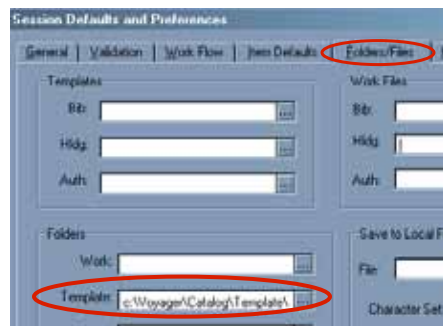 Session Defaults and Preferences
General Validation Work Flow Item Defaults Folders/Files
Templates
Bib:
Hldg:
Auth:
Work Files
Bib:
Hldg:
Auth:
Folders
Work:
Template: c:\Voyager\Catalog\Template\
Save to Local F
File
Character Set